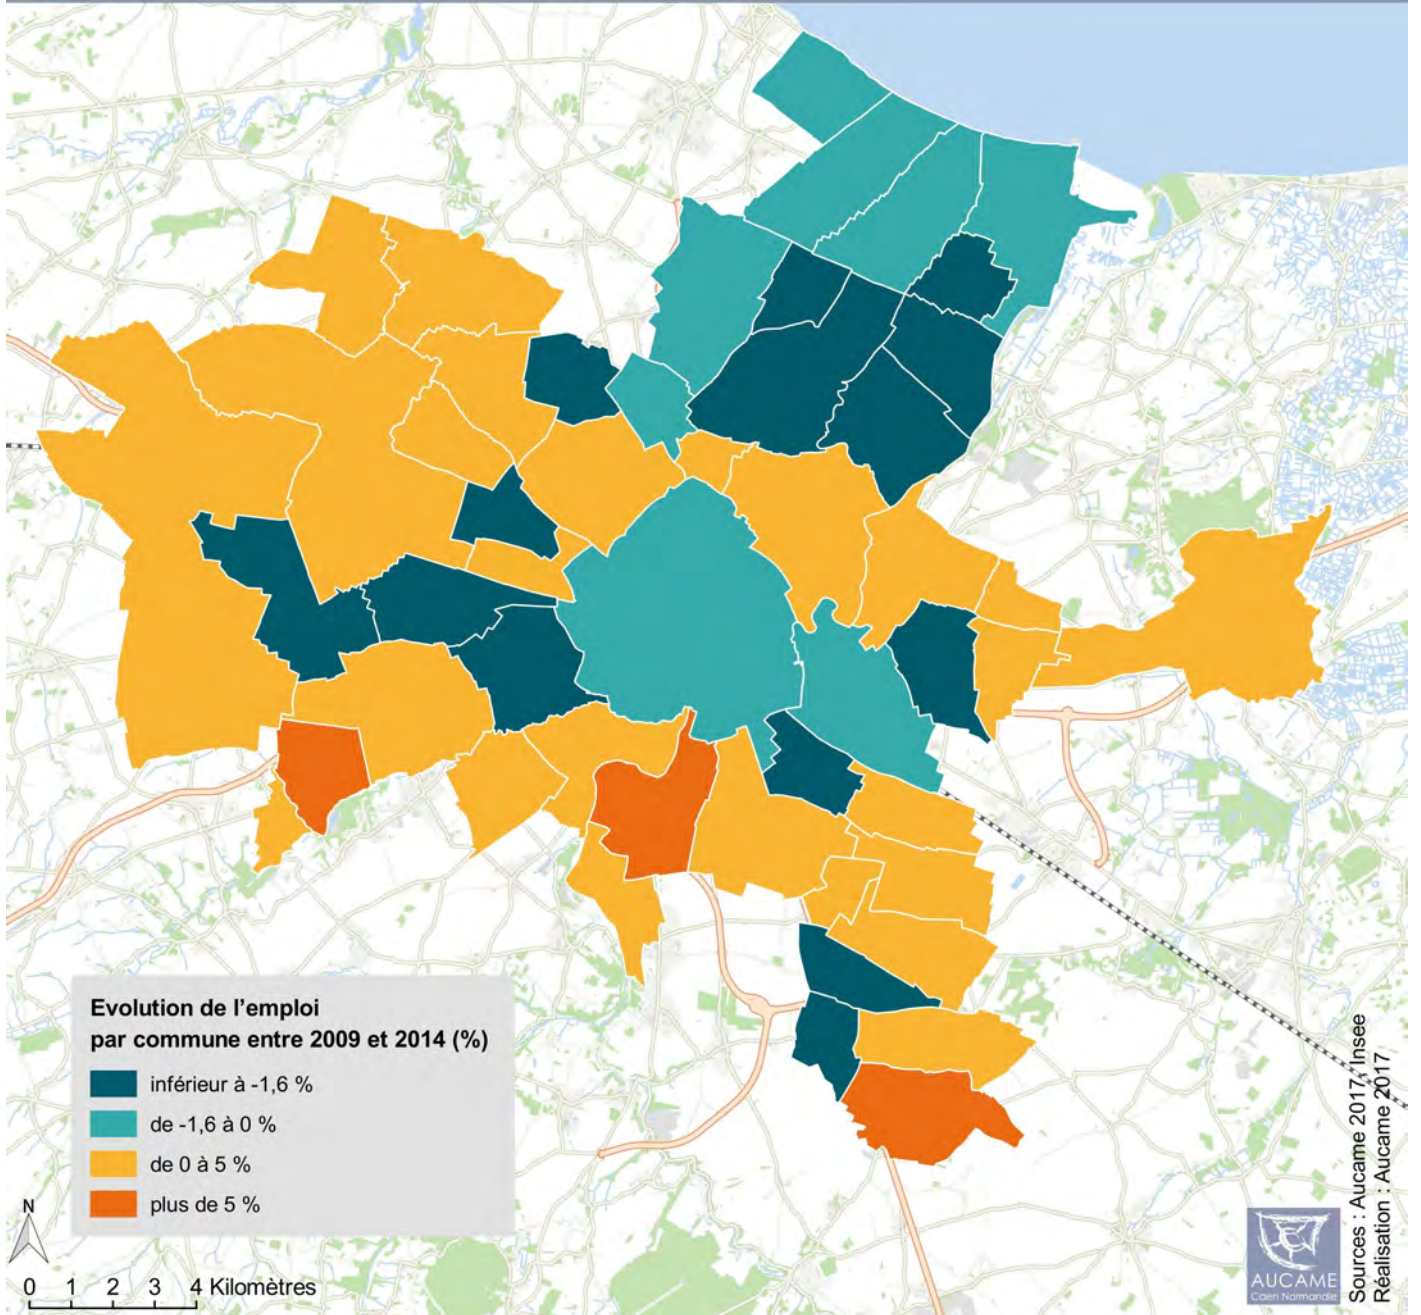 Evolution de l’emploi
par commune entre 2009 et 2014 (%)
inférieur à -1,6 %
de -1,6 à 0 %
de 0 à 5 %
plus de 5 %
N
0 1 2 3 4 Kilomètres
AUCAME
Caen Normandie
Sources : Aucame 2017, Insee
Réalisation : Aucame 2017